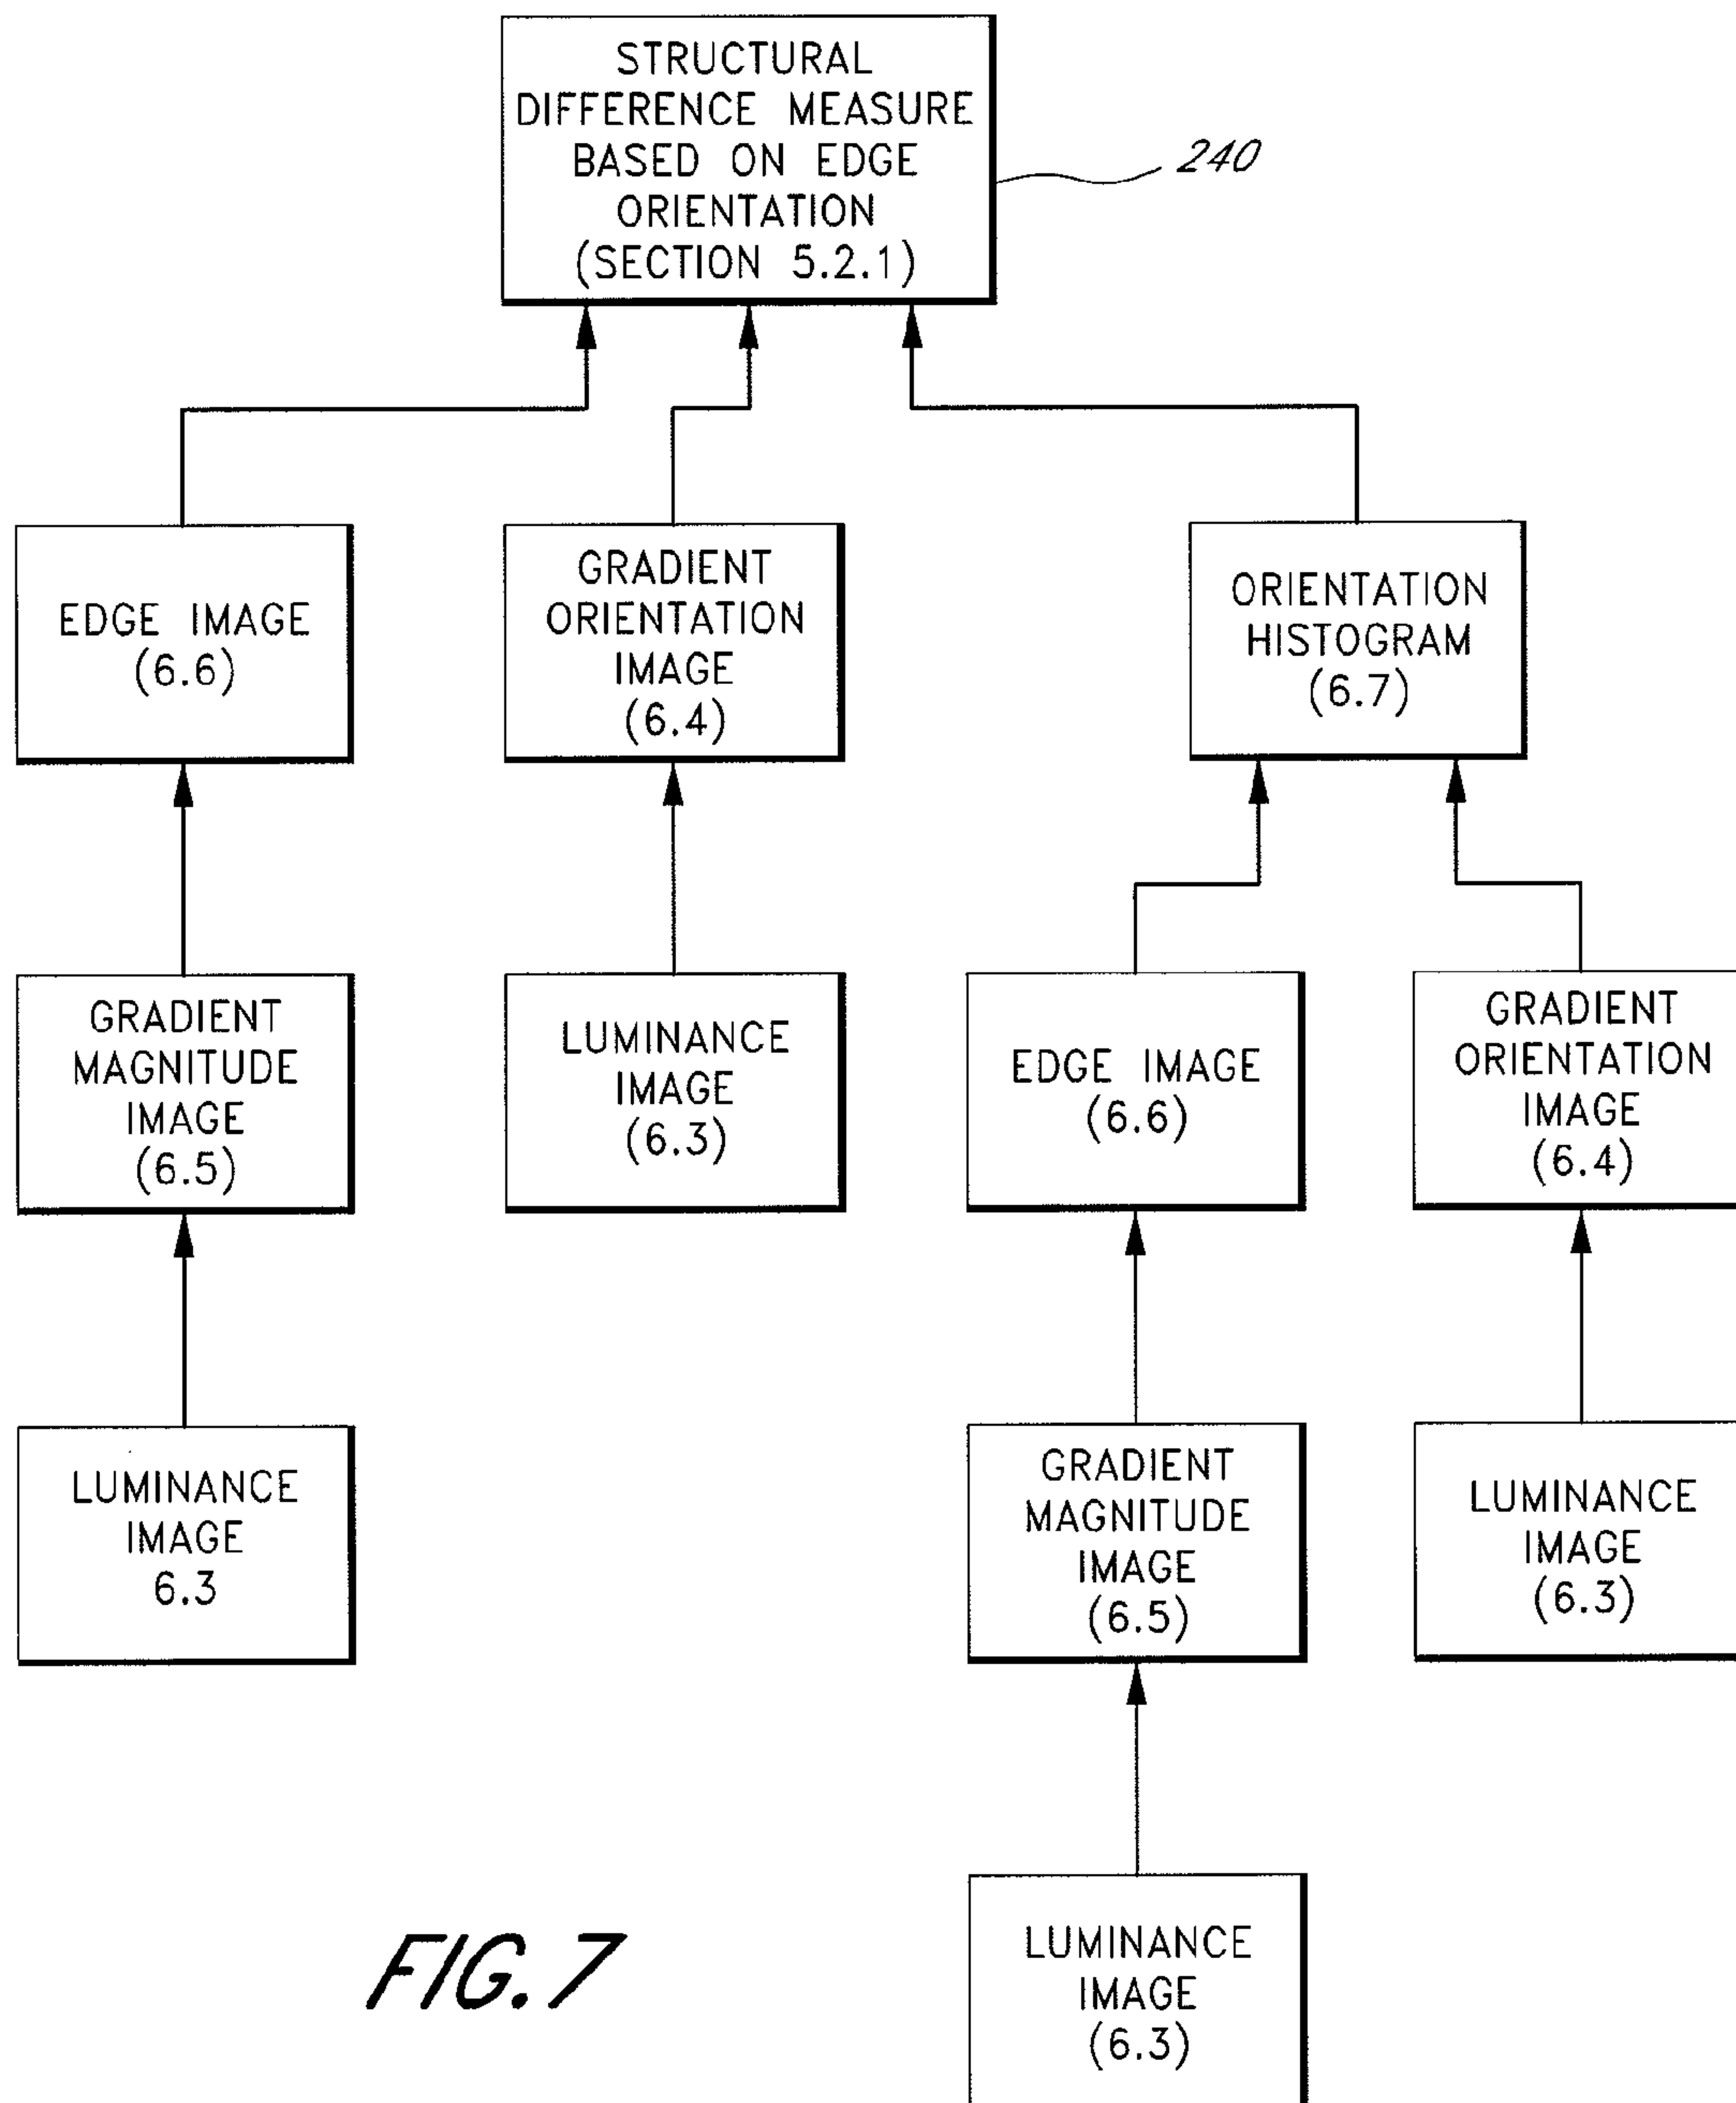 STRUCTURAL
DIFFERENCE MEASURE
BASED ON EDGE
ORIENTATION
(SECTION 5.2.1)
240
EDGE IMAGE
(6.6)
GRADIENT
ORIENTATION
IMAGE
(6.4)
ORIENTATION
HISTOGRAM
(6.7)
GRADIENT
MAGNITUDE
IMAGE
(6.5)
LUMINANCE
IMAGE
(6.3)
EDGE IMAGE
(6.6)
GRADIENT
ORIENTATION
IMAGE
(6.4)
LUMINANCE
IMAGE
6.3
GRADIENT
MAGNITUDE
IMAGE
(6.5)
LUMINANCE
IMAGE
(6.3)
LUMINANCE
IMAGE
(6.3)
FIG. 7